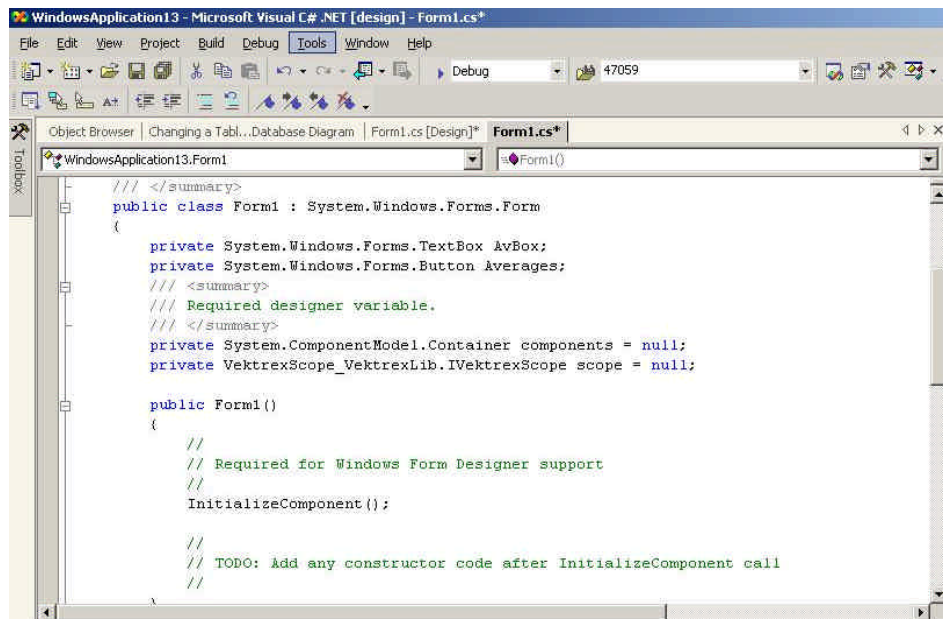 WindowsApplication13 - Microsoft Visual C# .NET [design] - Form1.cs*
File Edit View Project Build Debug Tools Window Help
Debug 47059
Object Browser Changing a Tabl...Database Diagram Form1.cs [Design]* Form1.cs*
Toolbox
WindowsApplication13.Form1 Form1()
/// </summary>
public class Form1 : System.Windows.Forms.Form
{
private System.Windows.Forms.TextBox AvBox;
private System.Windows.Forms.Button Averages;
/// <summary>
/// Required designer variable.
/// </summary>
private System.ComponentModel.Container components = null;
private VektrexScope_VektrexLib.IVektrexScope scope = null;
public Form1()
{
//
// Required for Windows Form Designer support
//
InitializeComponent();
//
// TODO: Add any constructor code after InitializeComponent call
//
}